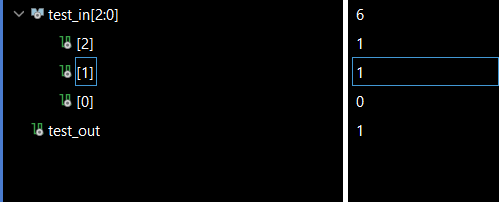 test_in[2:0] 6
[2] 1
[1] 1
[0] 0
test_out 1